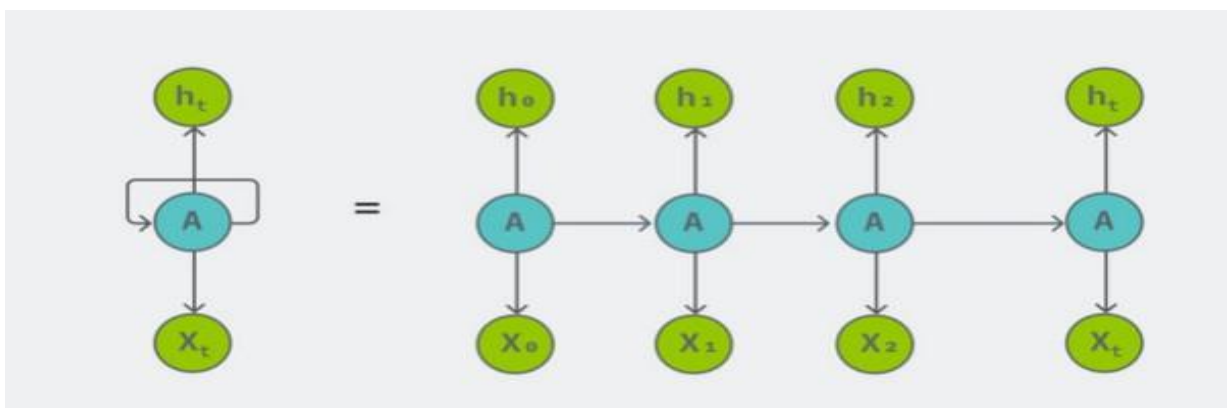 hₜ h₀ h₁ h₂ hₜ
A = A A A A
Xₜ X₀ X₁ X₂ Xₜ